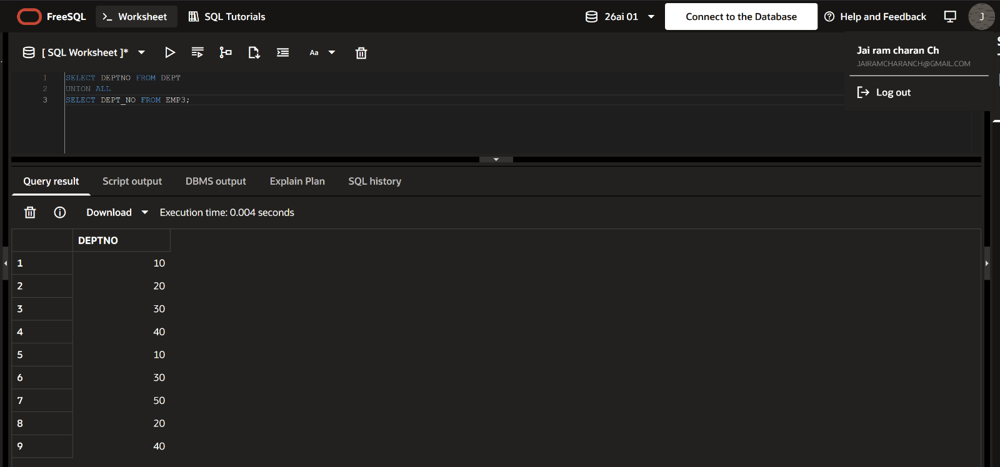 FreeSQL
Worksheet
SQL Tutorials
26ai 01
Connect to the Database
Help and Feedback
J
[ SQL Worksheet ]*
Aa
Jai ram charan Ch
JAIRAMCHARANCH@GMAIL.COM
Log out
1 SELECT DEPTNO FROM DEPT
2 UNION ALL
3 SELECT DEPT_NO FROM EMP3;
Query result
Script output
DBMS output
Explain Plan
SQL history
Download
Execution time: 0.004 seconds
DEPTNO
1 10
2 20
3 30
4 40
5 10
6 30
7 50
8 20
9 40